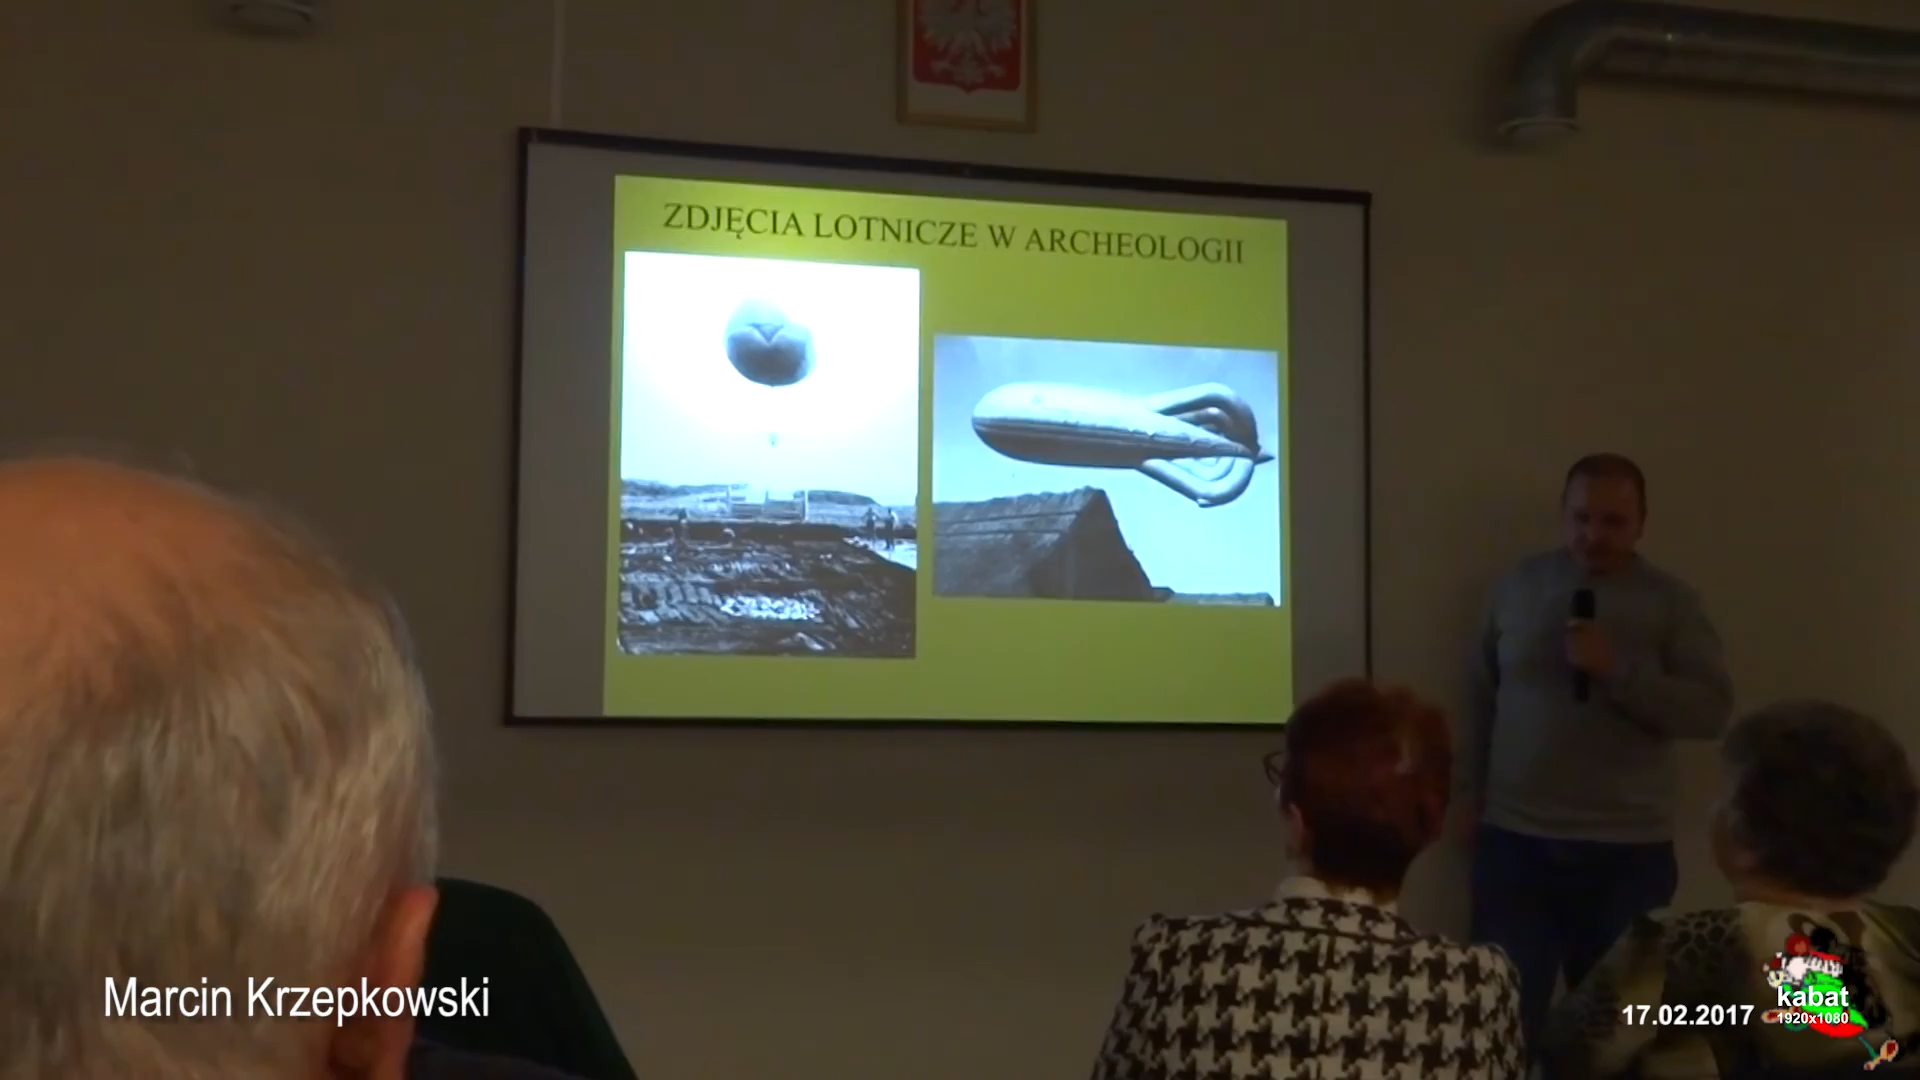 ZDJĘCIA LOTNICZE W ARCHEOLOGII
Marcin Krzepkowski
17.02.2017
kabat
1920x1080